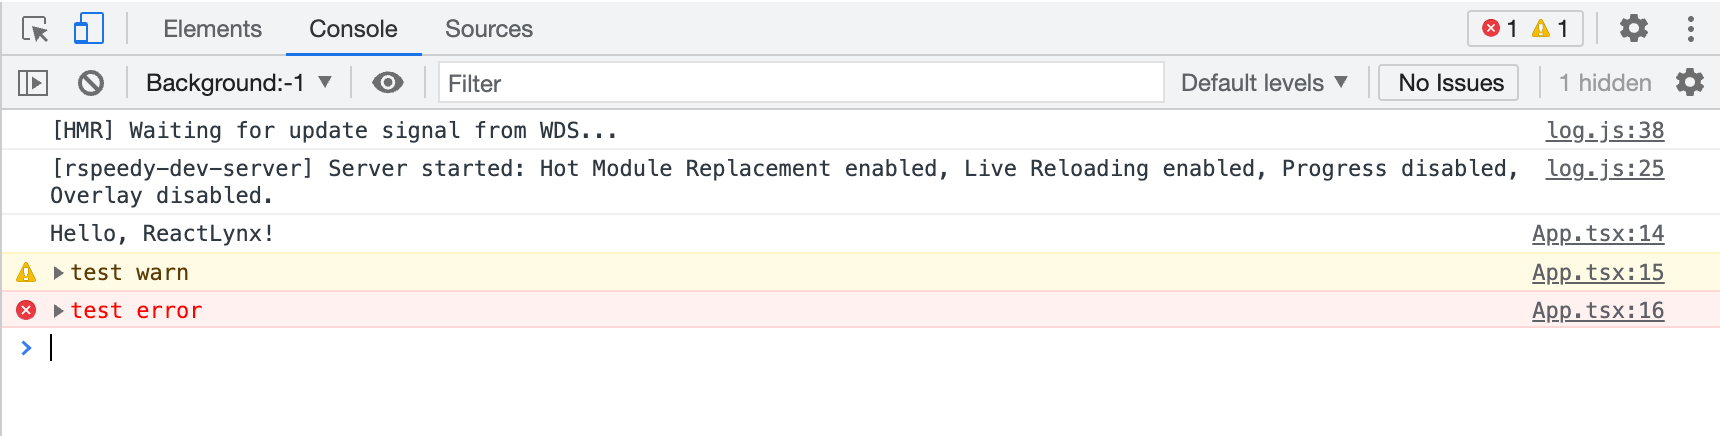 Elements Console Sources 1 1
Background:-1 Filter Default levels No Issues 1 hidden
[HMR] Waiting for update signal from WDS... log.js:38
[rspeedy-dev-server] Server started: Hot Module Replacement enabled, Live Reloading enabled, Progress disabled, log.js:25
Overlay disabled.
Hello, ReactLynx! App.tsx:14
test warn App.tsx:15
test error App.tsx:16